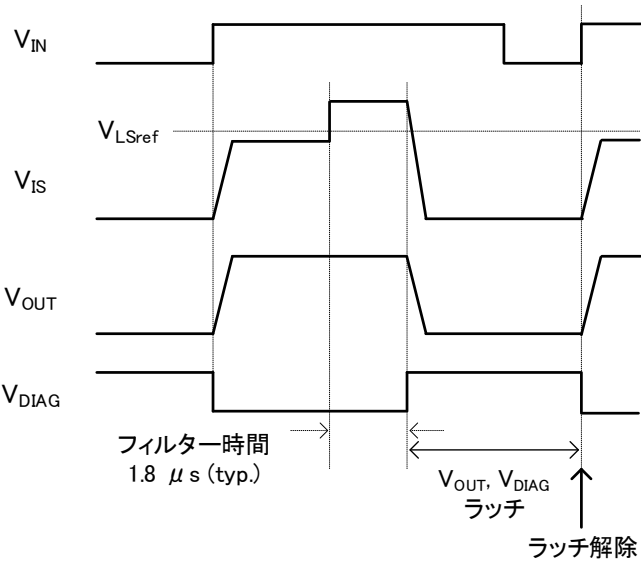 VIN
VLSref
VIS
VOUT
VDIAG
フィルター時間
1.8 μs (typ.)
VOUT, VDIAG
ラッチ
ラッチ解除